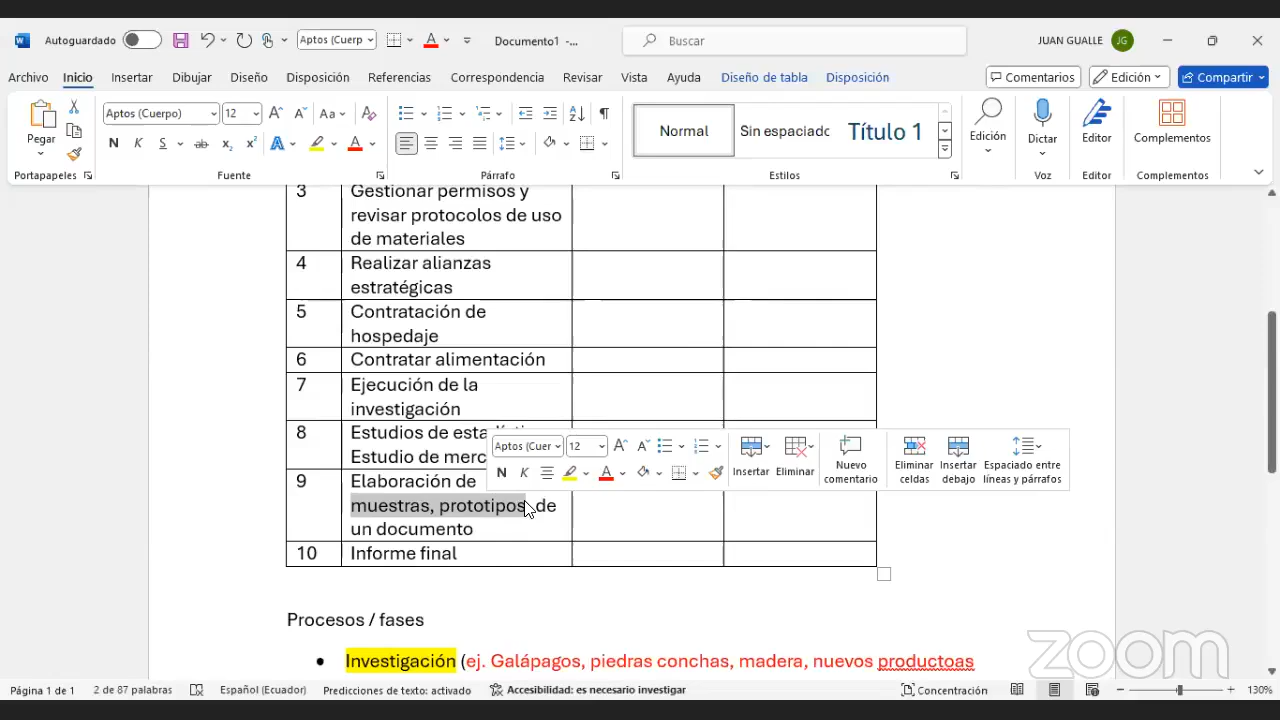 Autoguardado
Aptos (Cuerp
Documento1 -...
Buscar
JUAN GUALLE
JG
Archivo Inicio Insertar Dibujar Diseño Disposición Referencias Correspondencia Revisar Vista Ayuda Diseño de tabla Disposición
Comentarios
Edición
Compartir
Pegar
Aptos (Cuerpo)
12
Normal
Sin espaciado
Título 1
Edición
Dictar
Editor
Complementos
Portapapeles
Fuente
Párrafo
Estilos
Voz
Editor
Complementos
3 Gestionar permisos y
revisar protocolos de uso
de materiales
4 Realizar alianzas
estratégicas
5 Contratación de
hospedaje
6 Contratar alimentación
7 Ejecución de la
investigación
8 Estudios de
Estudio de
Aptos (Cuer
12
Insertar
Eliminar
Nuevo
comentario
Eliminar
celdas
Insertar
debajo
Espaciado entre
líneas y párrafos
9 Elaboración de
muestras, prototipos, de
un documento
10 Informe final
Procesos / fases
• Investigación (ej. Galápagos, piedras conchas, madera, nuevos productoas
zoom
Página 1 de 1
2 de 87 palabras
Español (Ecuador)
Predicciones de texto: activado
Accesibilidad: es necesario investigar
Concentración
130%